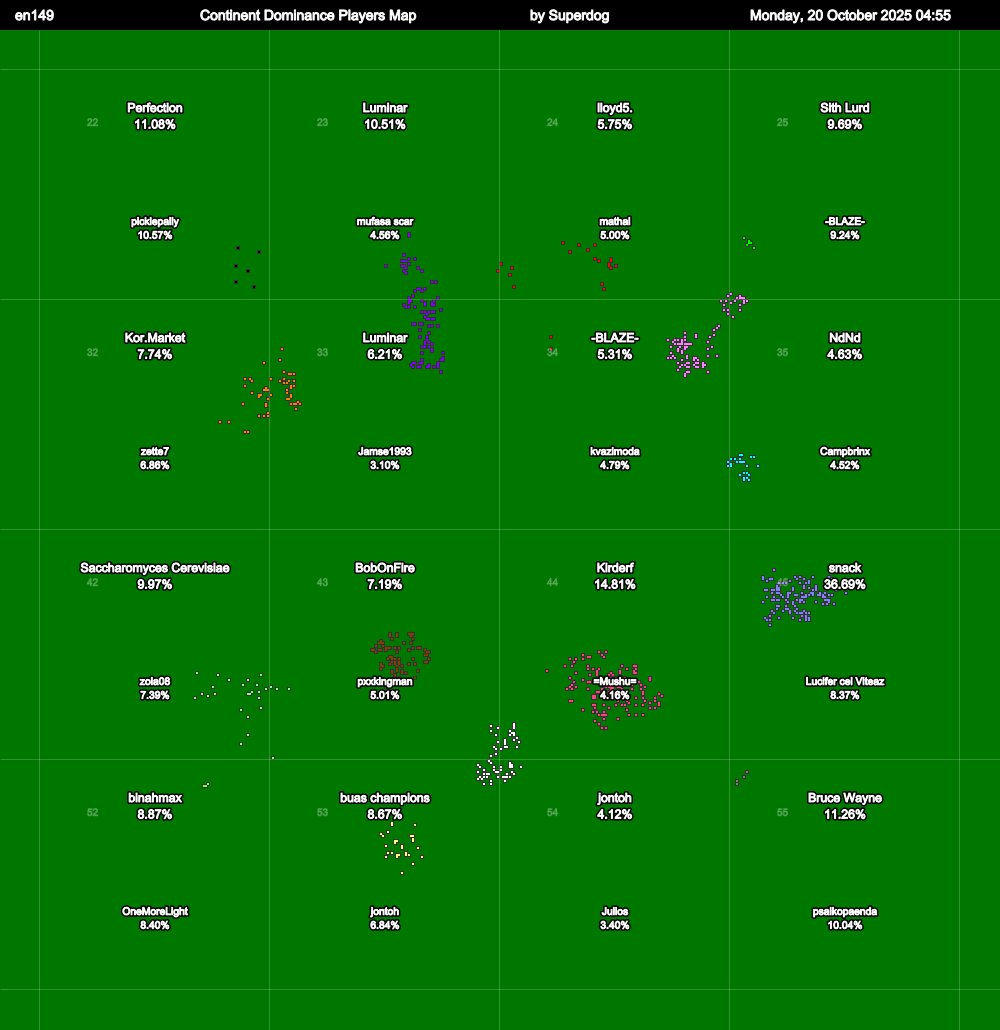 en149 Continent Dominance Players Map by Superdog Monday, 20 October 2025 04:55
Perfection Luminar lloyd5. Sith Lurd
22 11.08% 23 10.51% 24 5.75% 25 9.69%
picklepally mufasa scar mathai -BLAZE-
10.57% 4.56% 5.00% 9.24%
Kor.Market Luminar -BLAZE- NdNd
32 7.74% 33 6.21% 34 5.31% 35 4.63%
zette7 Jamse1993 kvazimoda Campbrinx
6.86% 3.10% 4.79% 4.52%
Saccharomyces Cerevisiae BobOnFire Kirderf snack
42 9.97% 43 7.19% 44 14.81% 45 36.69%
zola08 pxxkingman =Mushu= Lucifer cel Viteaz
7.39% 5.01% 4.16% 8.37%
binahmax buas champions jontoh Bruce Wayne
52 8.87% 53 8.67% 54 4.12% 55 11.26%
OneMoreLight jontoh Julios psaikopaenda
8.40% 6.84% 3.40% 10.04%